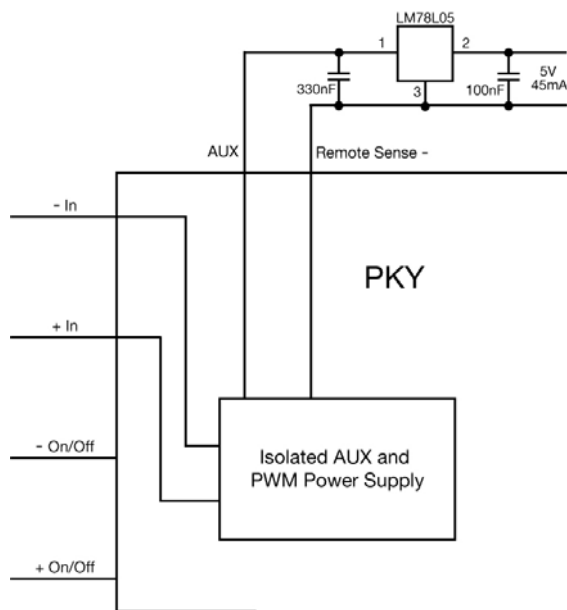 LM78L05
1
2
330nF
3
100nF
5V
45mA
AUX
Remote Sense -
- In
PKY
+ In
- On/Off
Isolated AUX and
PWM Power Supply
+ On/Off